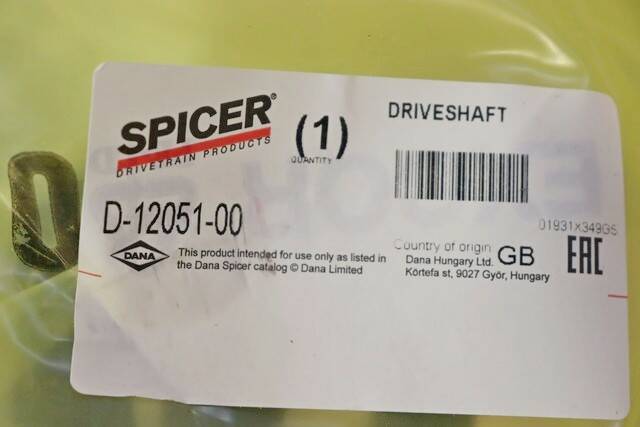 SPICER®
DRIVETRAIN PRODUCTS
(1)
QUANTITY
DRIVESHAFT
D-12051-00
01931X349G5
DANA
This product intended for use only as listed in
the Dana Spicer catalog © Dana Limited
Country of origin GB
Dana Hungary Ltd.
Körtefa st, 9027 Győr, Hungary
EAC